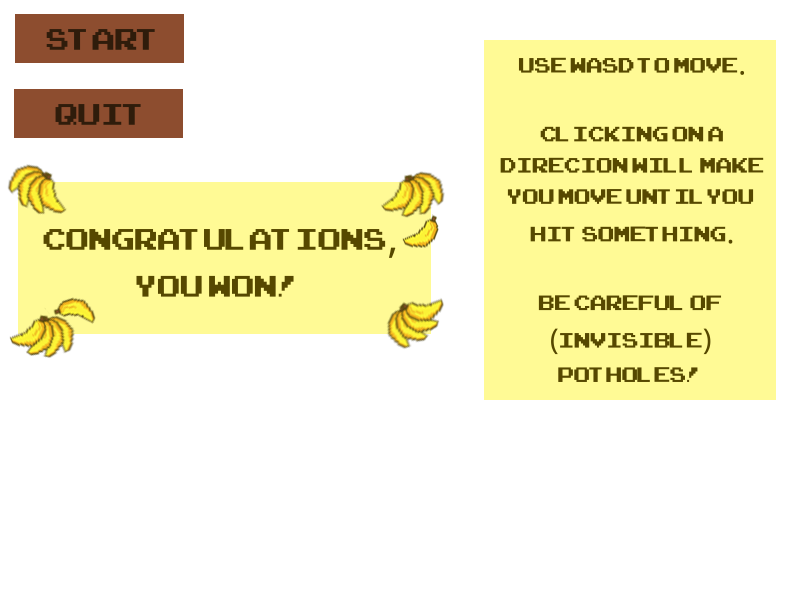 START
QUIT
CONGRATULATIONS,
YOU WON!
USE WASD TO MOVE.
CLICKING ON A
DIRECION WILL MAKE
YOU MOVE UNTIL YOU
HIT SOMETHING.
BE CAREFUL OF
(INVISIBLE)
POTHOLES!